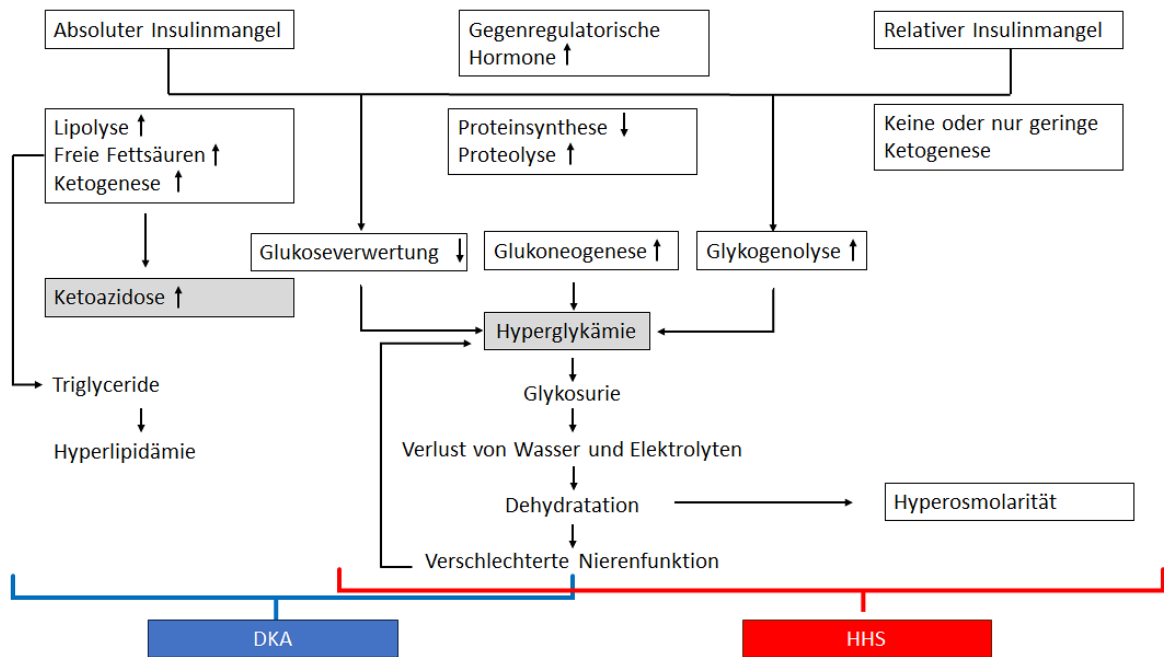 Absoluter Insulinmangel
Gegenregulatorische
Hormone ↑
Relativer Insulinmangel
Lipolyse ↑
Freie Fettsäuren ↑
Ketogenese ↑
Proteinsynthese ↓
Proteolyse ↑
Keine oder nur geringe
Ketogenese
Glukoseverwertung ↓
Glukoneogenese ↑
Glykogenolyse ↑
Ketoazidose ↑
Hyperglykämie
Triglyceride
Glykosurie
Hyperlipidämie
Verlust von Wasser und Elektrolyten
Dehydratation
Hyperosmolarität
Verschlechterte Nierenfunktion
DKA
HHS